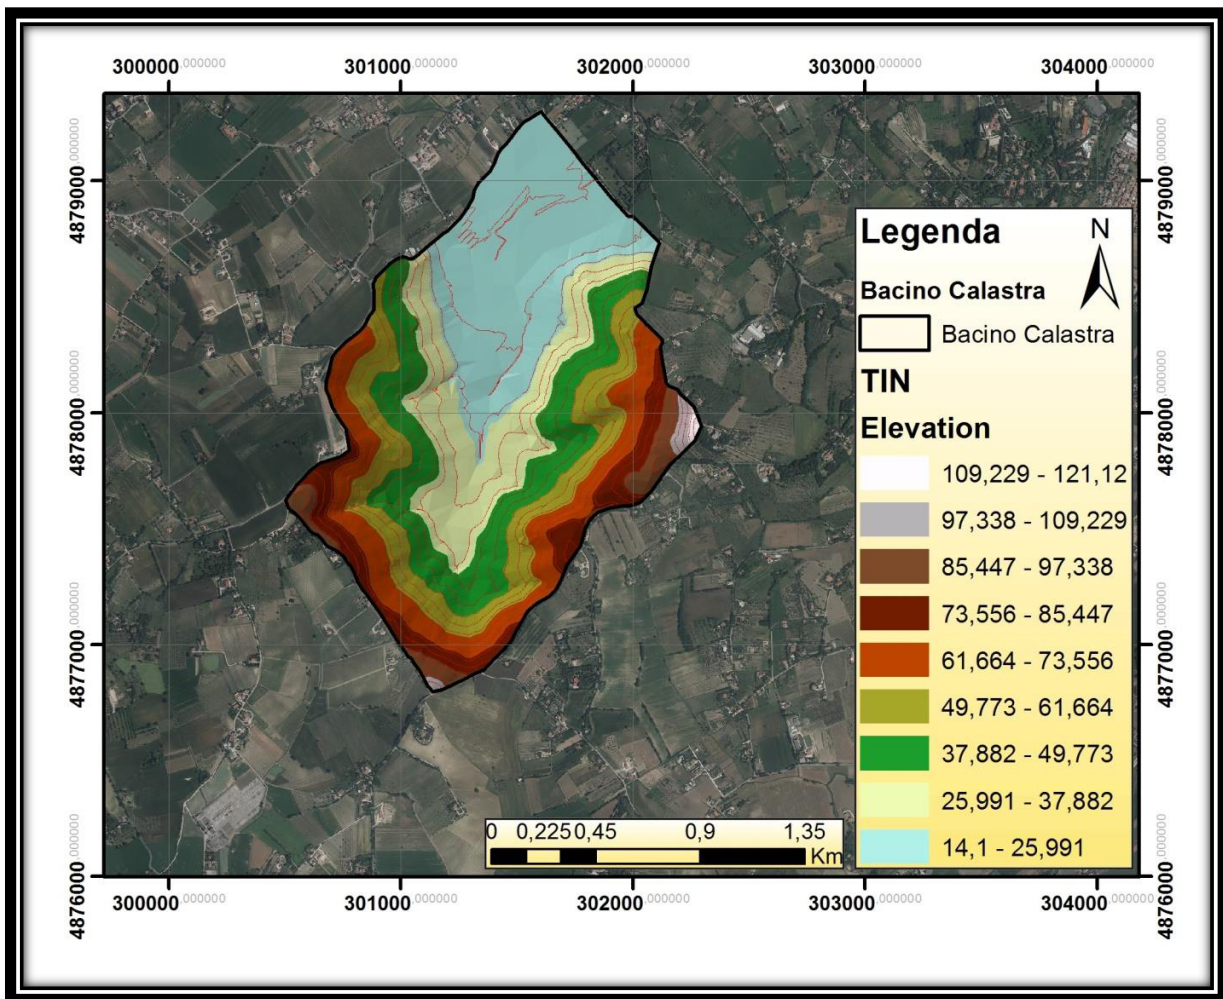 300000,000000 301000,000000 302000,000000 303000,000000 304000,000000
4879000,000000
4878000,000000
4877000,000000
4876000,000000
4879000,000000
4878000,000000
4877000,000000
4876000,000000
Legenda
N
Bacino Calastra
Bacino Calastra
TIN
Elevation
109,229 - 121,12
97,338 - 109,229
85,447 - 97,338
73,556 - 85,447
61,664 - 73,556
49,773 - 61,664
37,882 - 49,773
25,991 - 37,882
14,1 - 25,991
0 0,225 0,45 0,9 1,35
Km
300000,000000 301000,000000 302000,000000 303000,000000 304000,000000